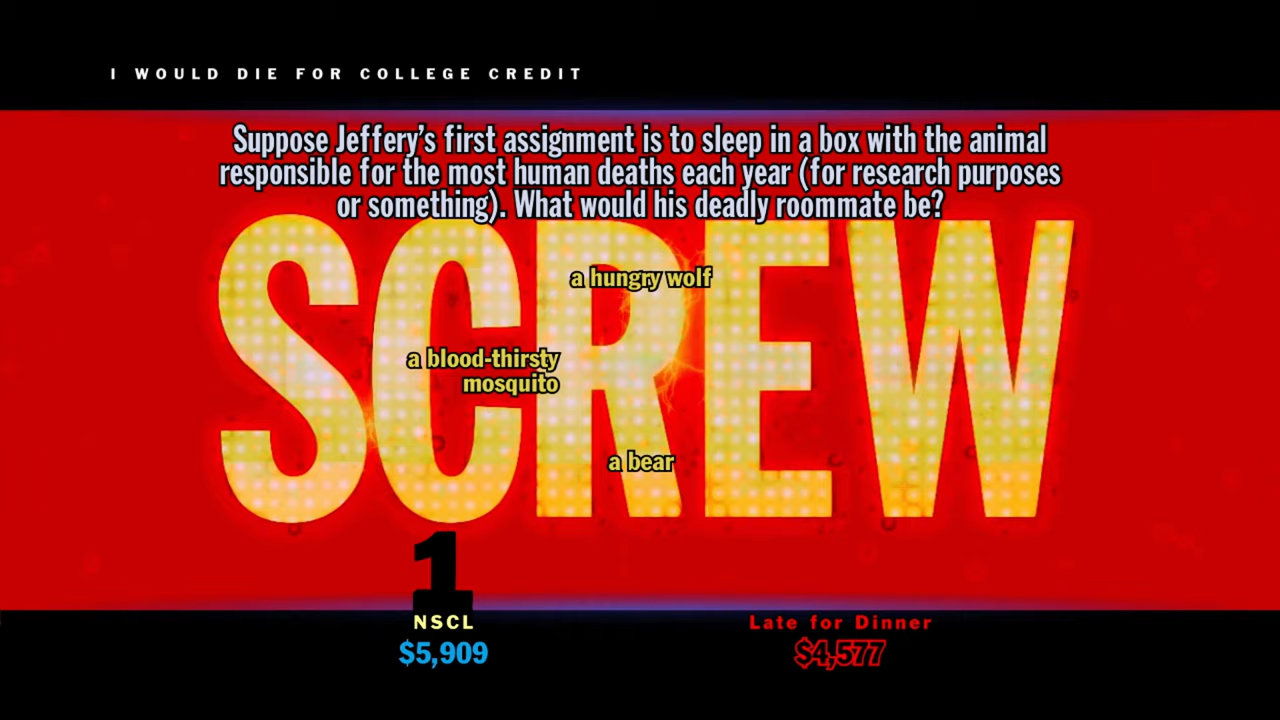 I WOULD DIE FOR COLLEGE CREDIT
Suppose Jeffery's first assignment is to sleep in a box with the animal
responsible for the most human deaths each year (for research purposes
or something). What would his deadly roommate be?
SCREW
a hungry wolf
a blood-thirsty
mosquito
a bear
1
NSCL
$5,909
Late for Dinner
$4,577